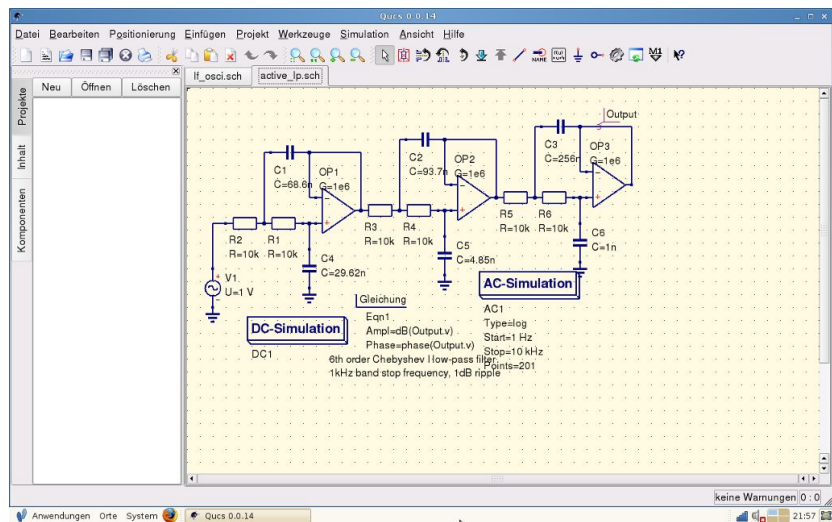 Qucs 0.0.14
Datei Bearbeiten Positionierung Einfügen Projekt Werkzeuge Simulation Ansicht Hilfe
NAME
M1
Neu Öffnen Löschen
Projekte
Inhalt
Komponenten
lf_osci.sch active_lp.sch
Output
C1
C=68.6n
OP1
G=1e6
C2
C=93.7n
OP2
G=1e6
C3
C=256n
OP3
G=1e6
R2
R=10k
R1
R=10k
R3
R=10k
R4
R=10k
R5
R=10k
R6
R=10k
C4
C=29.62n
C5
C=4.85n
C6
C=1n
V1
U=1 V
DC-Simulation
DC1
Gleichung
Eqn1
Ampl=dB(Output.v)
Phase=phase(Output.v)
6th order Chebyshev I low-pass filter,
1kHz band stop frequency, 1dB ripple
AC-Simulation
AC1
Type=log
Start=1 Hz
Stop=10 kHz
Points=201
keine Warnungen 0 : 0
Anwendungen Orte System Qucs 0.0.14 21:57